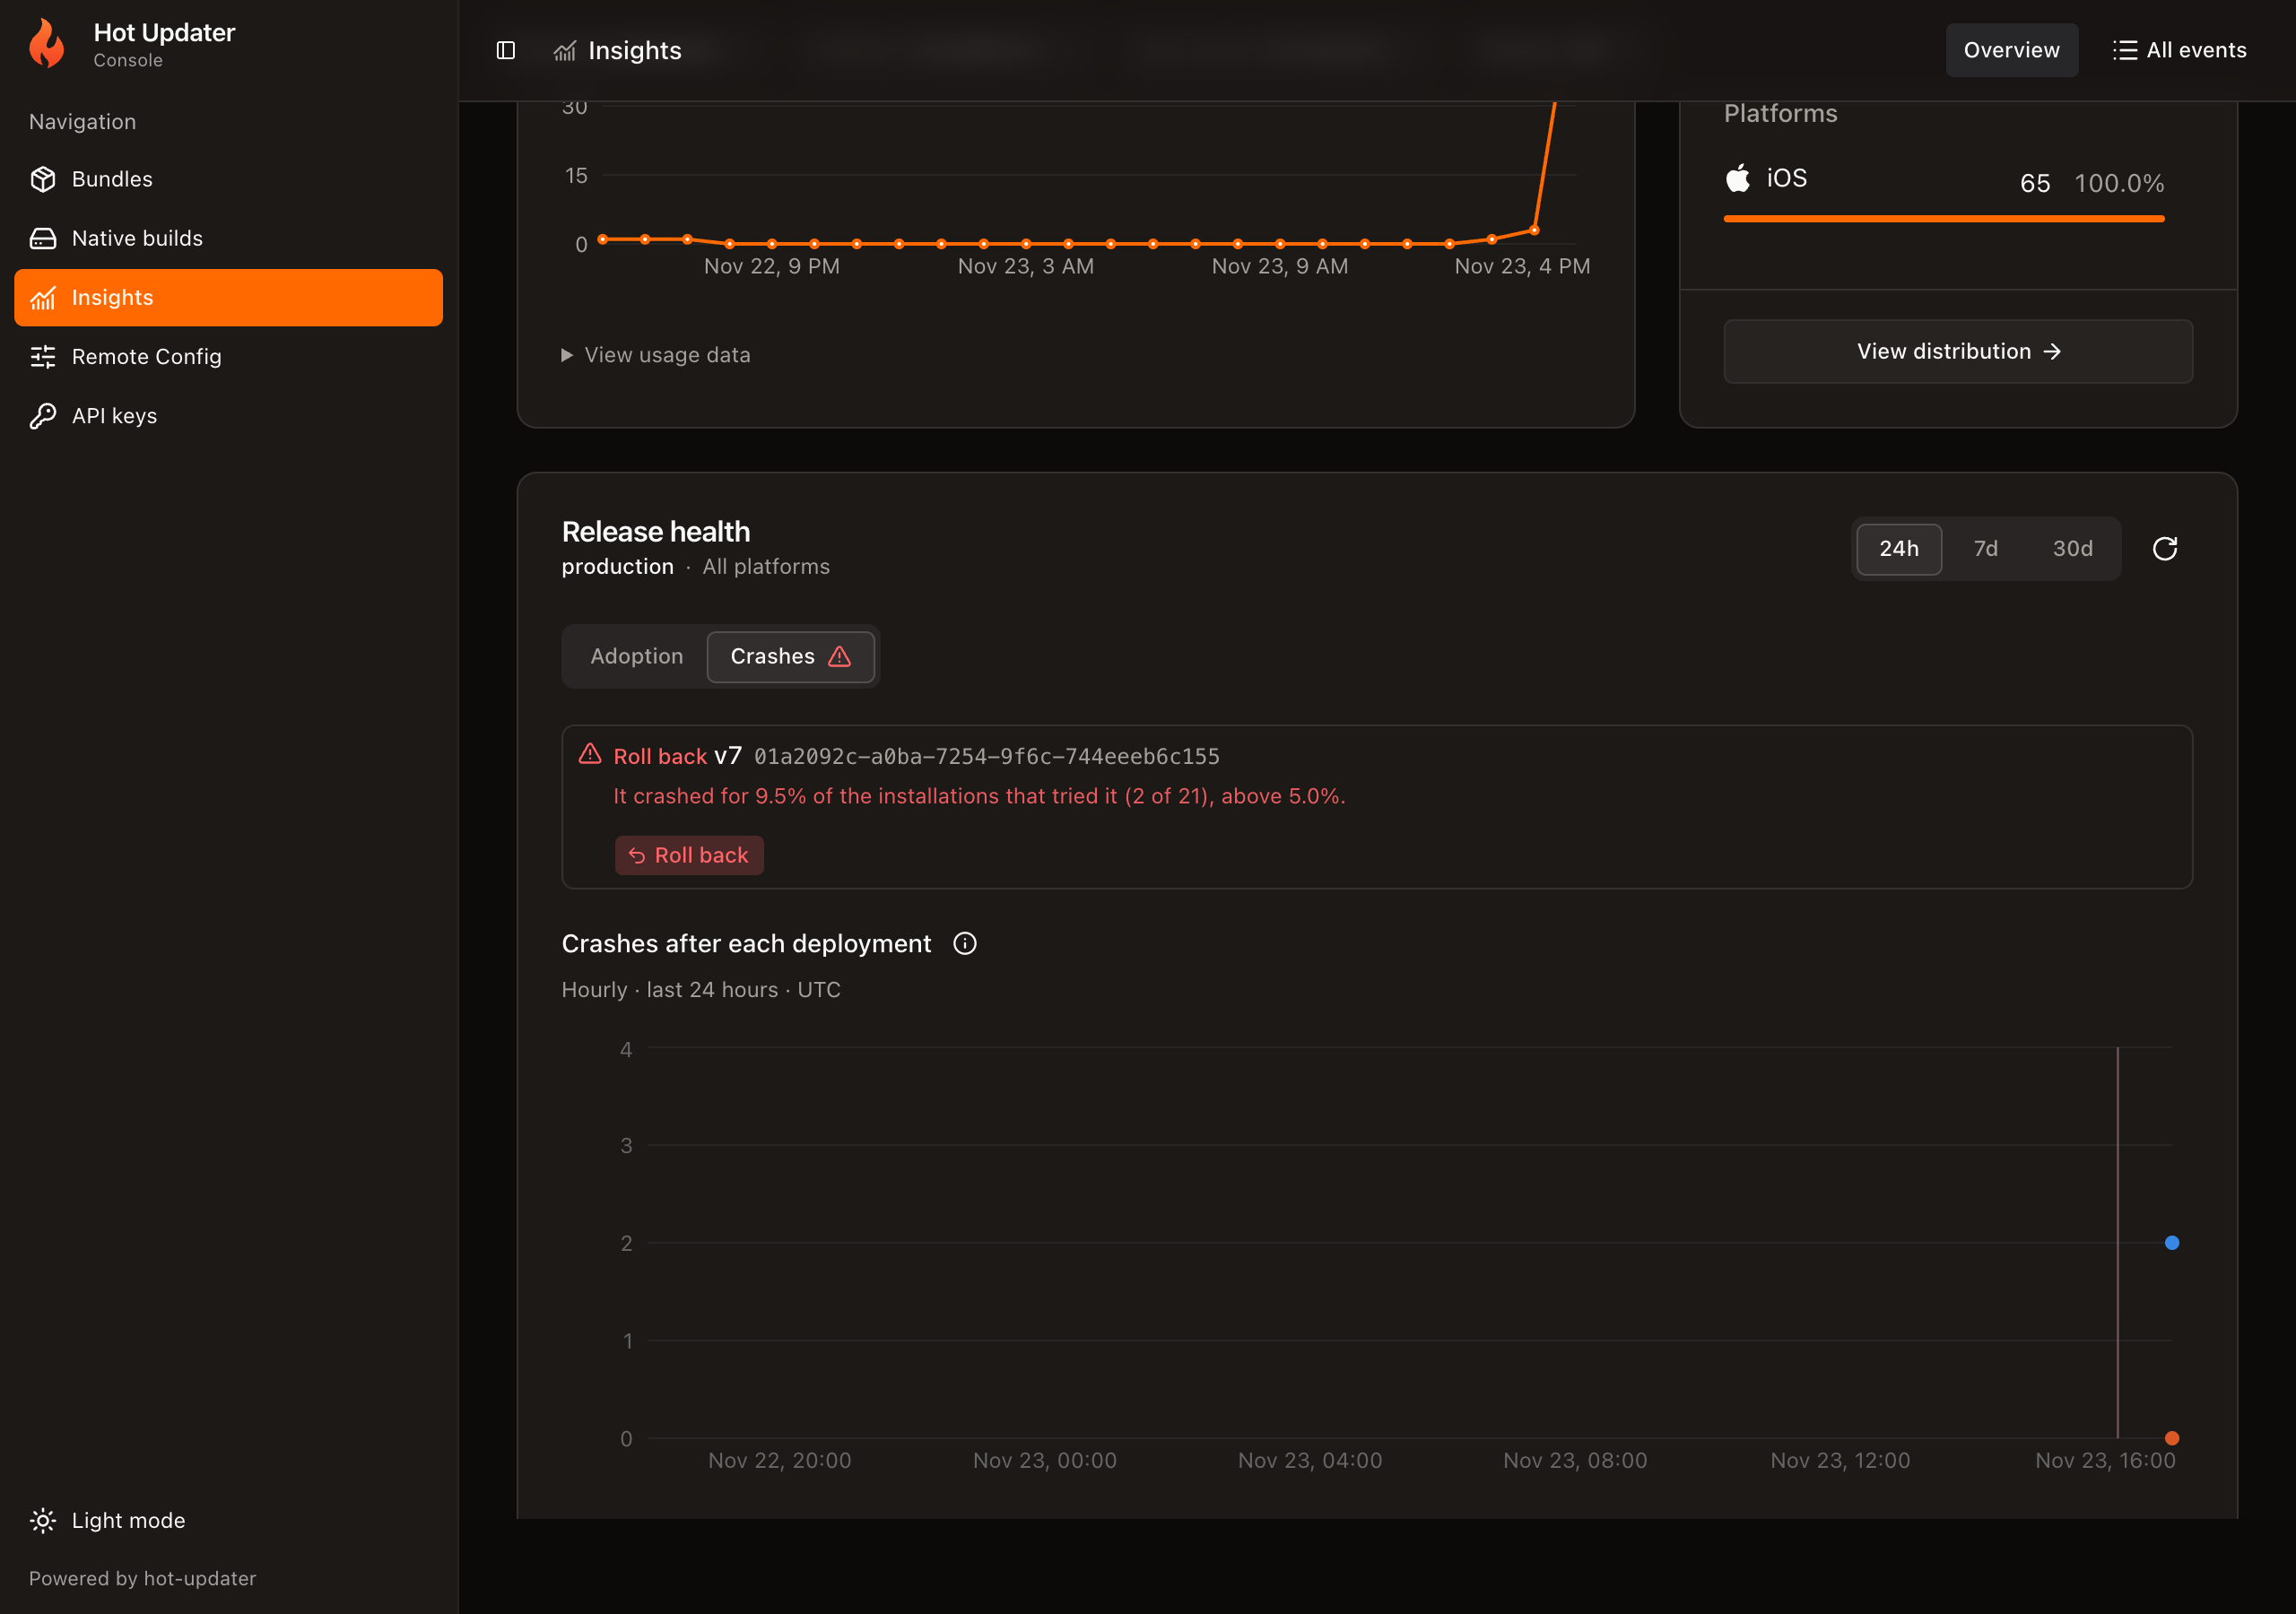 Hot Updater
Console
Navigation
Bundles
Native builds
Insights
Remote Config
API keys
Light mode
Powered by hot-updater
Insights
Overview
All events
30
15
0
Nov 22, 9 PM
Nov 23, 3 AM
Nov 23, 9 AM
Nov 23, 4 PM
View usage data
Platforms
iOS
65 100.0%
View distribution →
Release health
production · All platforms
24h
7d
30d
Adoption
Crashes
Roll back v7 01a2092c-a0ba-7254-9f6c-744eeeb6c155
It crashed for 9.5% of the installations that tried it (2 of 21), above 5.0%.
Roll back
Crashes after each deployment
Hourly · last 24 hours · UTC
4
3
2
1
0
Nov 22, 20:00
Nov 23, 00:00
Nov 23, 04:00
Nov 23, 08:00
Nov 23, 12:00
Nov 23, 16:00